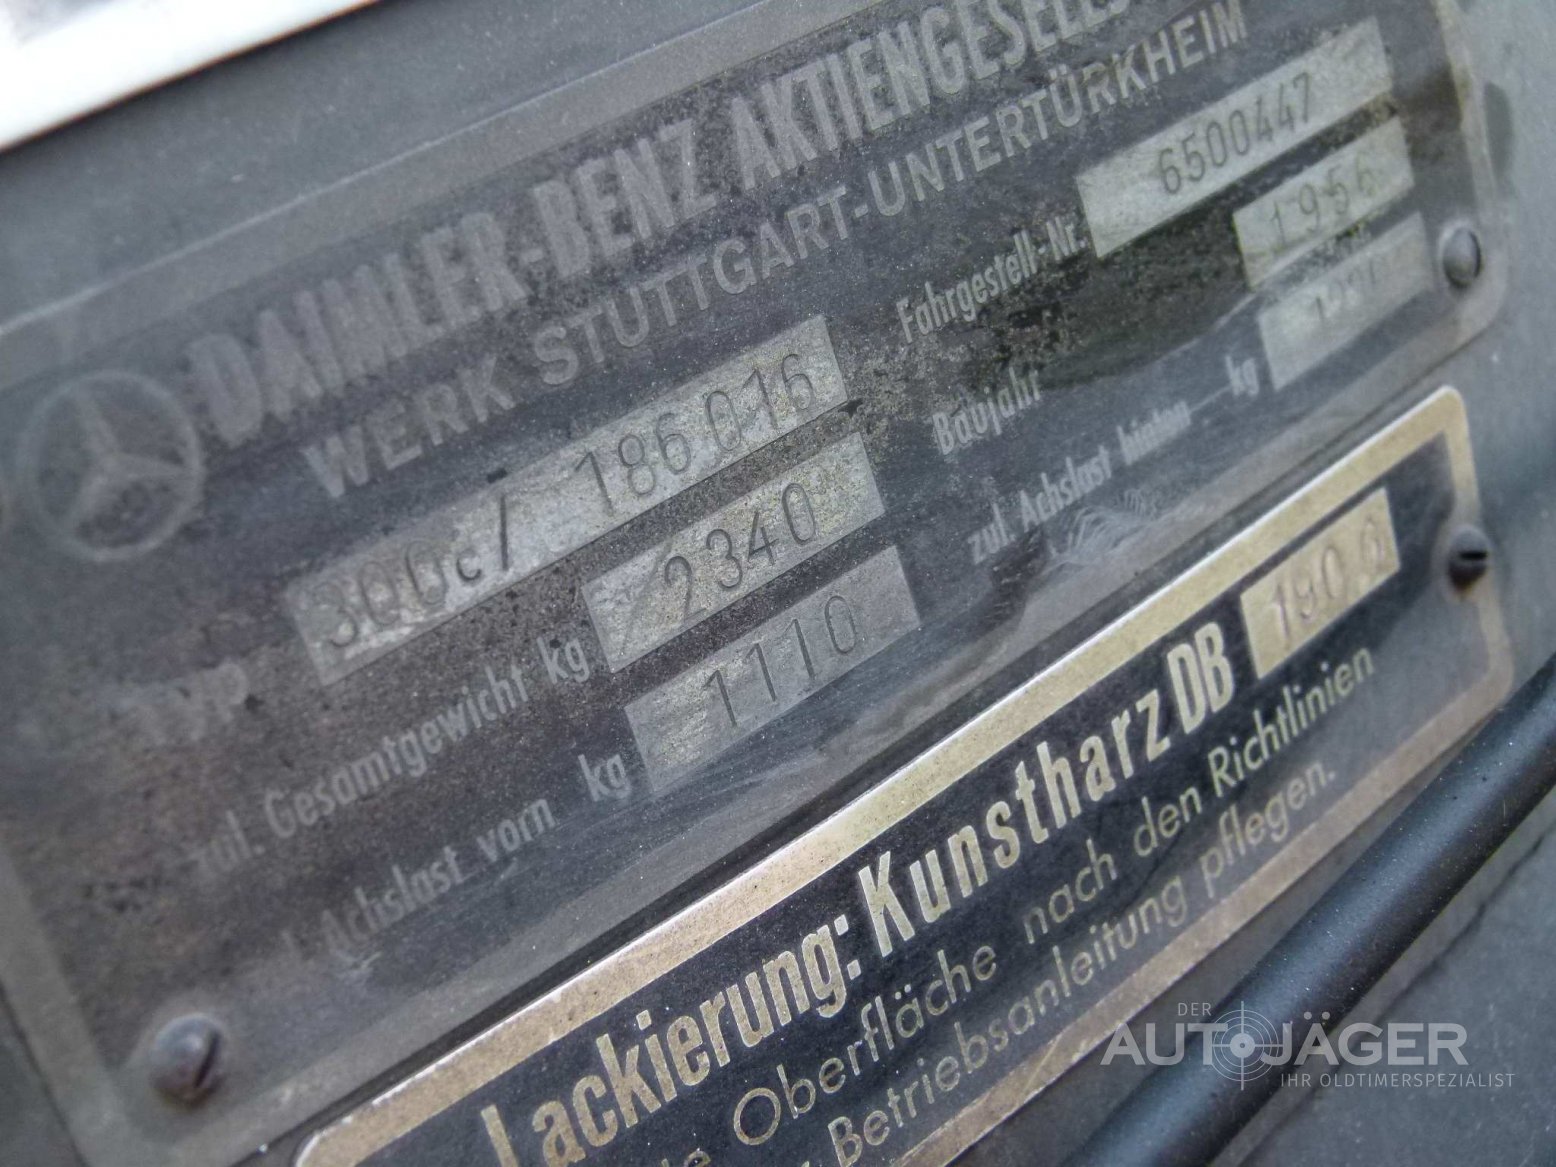 DAIMLER-BENZ AKTIENGESELLS
WERK STUTTGART-UNTERTÜRKHEIM
TYP 300c/ 186016 Fahrgestell-Nr. 6500447
zul. Gesamtgewicht kg /2340 Baujahr 1956
l. Achslast vorn kg 1110 zul. Achslast hinten kg
Lackierung: Kunstharz DB 190 G
Oberfläche nach den Richtlinien
Betriebsanleitung pflegen.
DER
AUTOJÄGER
IHR OLDTIMERSPEZIALIST